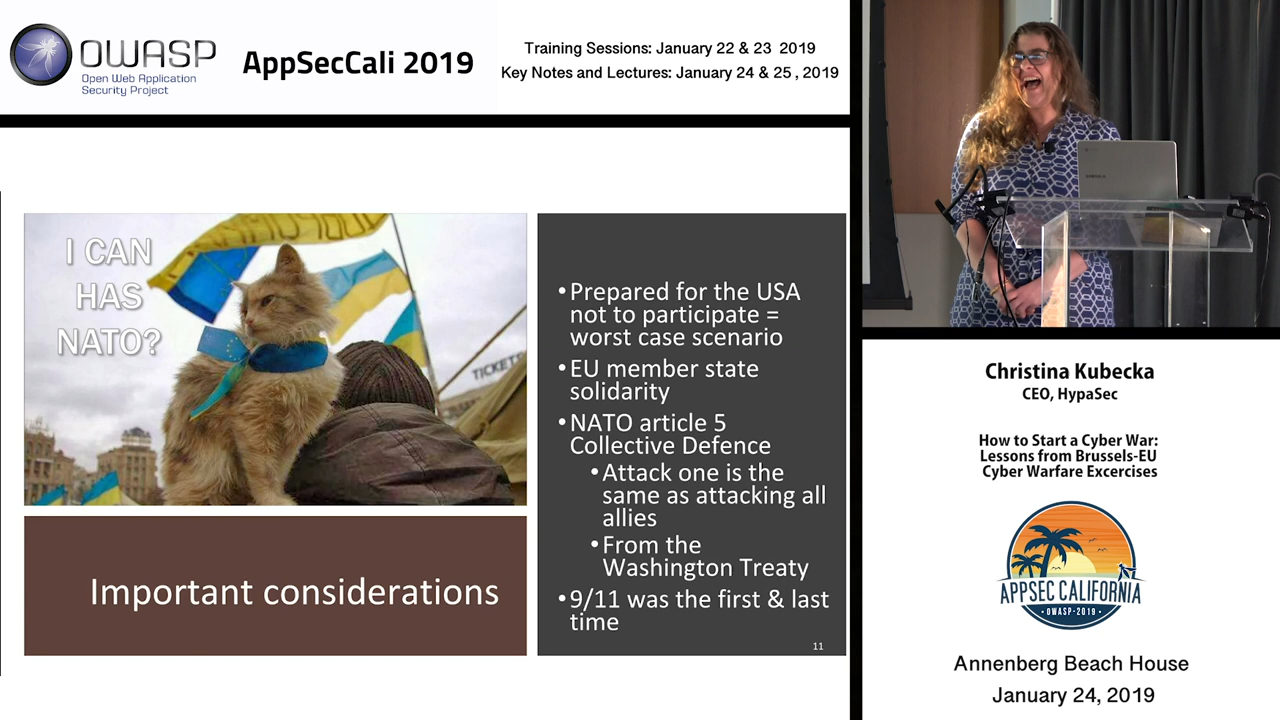 OWASP
Open Web Application
Security Project
AppSecCali 2019
Training Sessions: January 22 & 23 2019
Key Notes and Lectures: January 24 & 25 , 2019
I CAN
HAS
NATO?
TICKETS
Important considerations
•Prepared for the USA
not to participate =
worst case scenario
•EU member state
solidarity
•NATO article 5
Collective Defence
•Attack one is the
same as attacking all
allies
•From the
Washington Treaty
•9/11 was the first & last
time
11
Christina Kubecka
CEO, HypaSec
How to Start a Cyber War:
Lessons from Brussels-EU
Cyber Warfare Excercises
APPSEC CALIFORNIA
• OWASP-2019 •
Annenberg Beach House
January 24, 2019